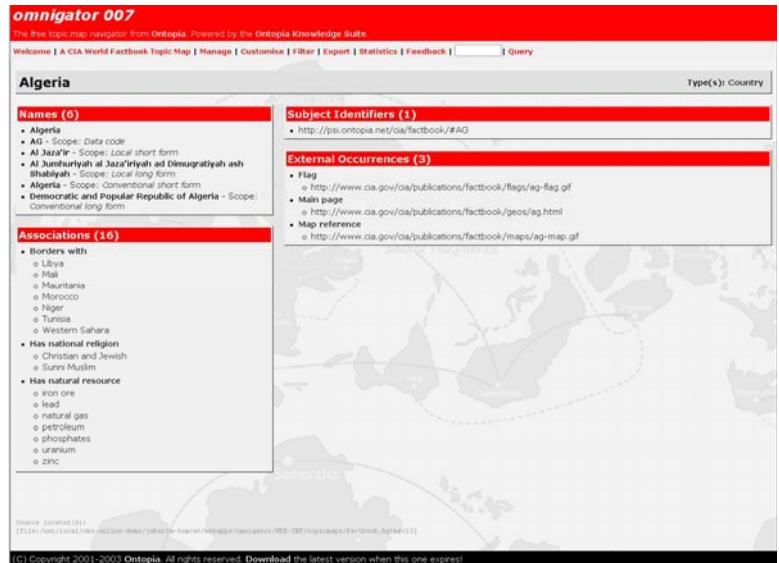 omnigator 007
The free topic map navigator from Ontopia. Powered by the Ontopia Knowledge Suite.
Welcome | A CIA World Factbook Topic Map | Manage | Customise | Filter | Export | Statistics | Feedback | | Query
Algeria
Type(s): Country
Names (6)
• Algeria
• AG - Scope: Data code
• Al Jaza'ir - Scope: Local short form
• Al Jumhuriyah al Jaza'iriyah ad Dimuqratiyah ash
Shabiyah - Scope: Local long form
• Algeria - Scope: Conventional short form
• Democratic and Popular Republic of Algeria - Scope:
Conventional long form
Associations (16)
• Borders with
o Libya
o Mali
o Mauritania
o Morocco
o Niger
o Tunisia
o Western Sahara
• Has national religion
o Christian and Jewish
o Sunni Muslim
• Has natural resource
o iron ore
o lead
o natural gas
o petroleum
o phosphates
o uranium
o zinc
Subject Identifiers (1)
• http://psi.ontopia.net/cia/factbook/#AG
External Occurrences (3)
• Flag
o http://www.cia.gov/cia/publications/factbook/flags/ag-flag.gif
• Main page
o http://www.cia.gov/cia/publications/factbook/geos/ag.html
• Map reference
o http://www.cia.gov/cia/publications/factbook/maps/ag-map.gif
Semantics
Source locator(s):
(C) Copyright 2001-2003 Ontopia. All rights reserved. Download the latest version when this one expires!